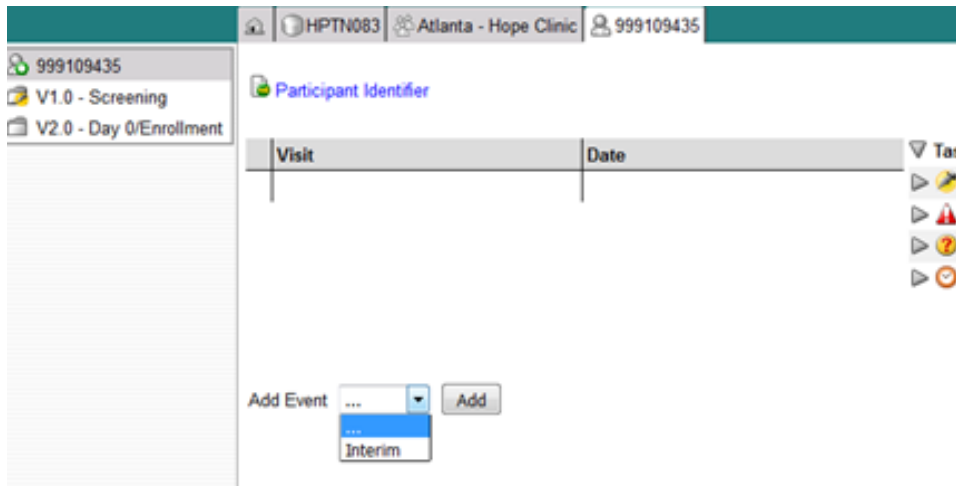 HPTN083 Atlanta - Hope Clinic 999109435
999109435
V1.0 - Screening
V2.0 - Day 0/Enrollment
Participant Identifier
Visit Date
Add Event ... Add
...
Interim